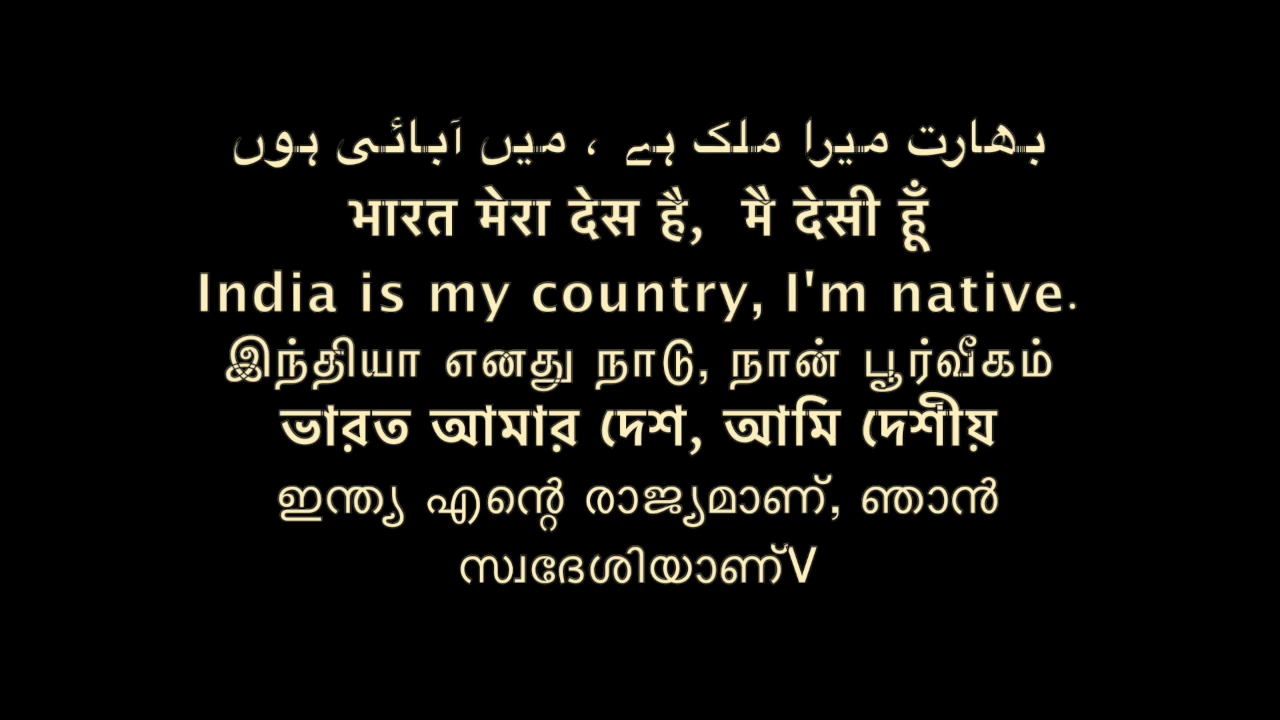 بھارت میرا ملک ہے ، میں آبائی ہوں
भारत मेरा देस है, मै देसी हूँ
India is my country, I'm native.
இந்தியா எனது நாடு, நான் பூர்வீகம்
ভারত আমার দেশ, আমি দেশীয়
ഇന്ത്യ എന്റെ രാജ്യമാണ്, ഞാൻ
സ്വദേശിയാണ്V